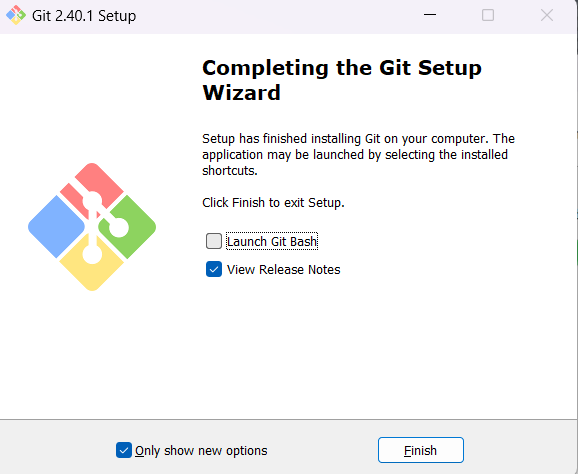 Git 2.40.1 Setup
Completing the Git Setup
Wizard
Setup has finished installing Git on your computer. The
application may be launched by selecting the installed
shortcuts.
Click Finish to exit Setup.
Launch Git Bash
View Release Notes
Only show new options
Finish